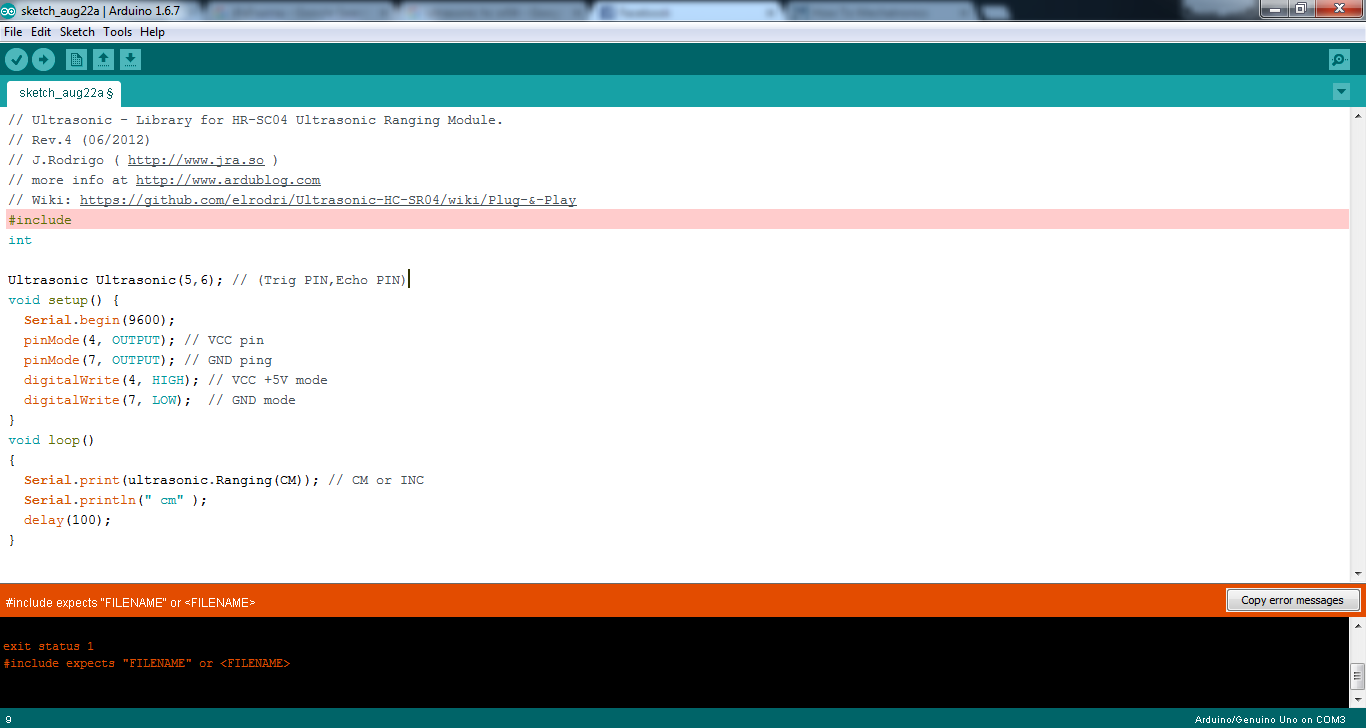 sketch_aug22a | Arduino 1.6.7
File Edit Sketch Tools Help
sketch_aug22a §
// Ultrasonic - Library for HR-SC04 Ultrasonic Ranging Module.
// Rev.4 (06/2012)
// J.Rodrigo ( http://www.jra.so )
// more info at http://www.ardublog.com
// Wiki: https://github.com/elrodri/Ultrasonic-HC-SR04/wiki/Plug-&-Play
#include
int
Ultrasonic Ultrasonic(5,6); // (Trig PIN,Echo PIN)
void setup() {
  Serial.begin(9600);
  pinMode(4, OUTPUT); // VCC pin
  pinMode(7, OUTPUT); // GND ping
  digitalWrite(4, HIGH); // VCC +5V mode
  digitalWrite(7, LOW);  // GND mode
}
void loop()
{
  Serial.print(ultrasonic.Ranging(CM)); // CM or INC
  Serial.println(" cm" );
  delay(100);
}
#include expects "FILENAME" or <FILENAME>
Copy error messages
exit status 1
#include expects "FILENAME" or <FILENAME>
9
Arduino/Genuino Uno on COM3